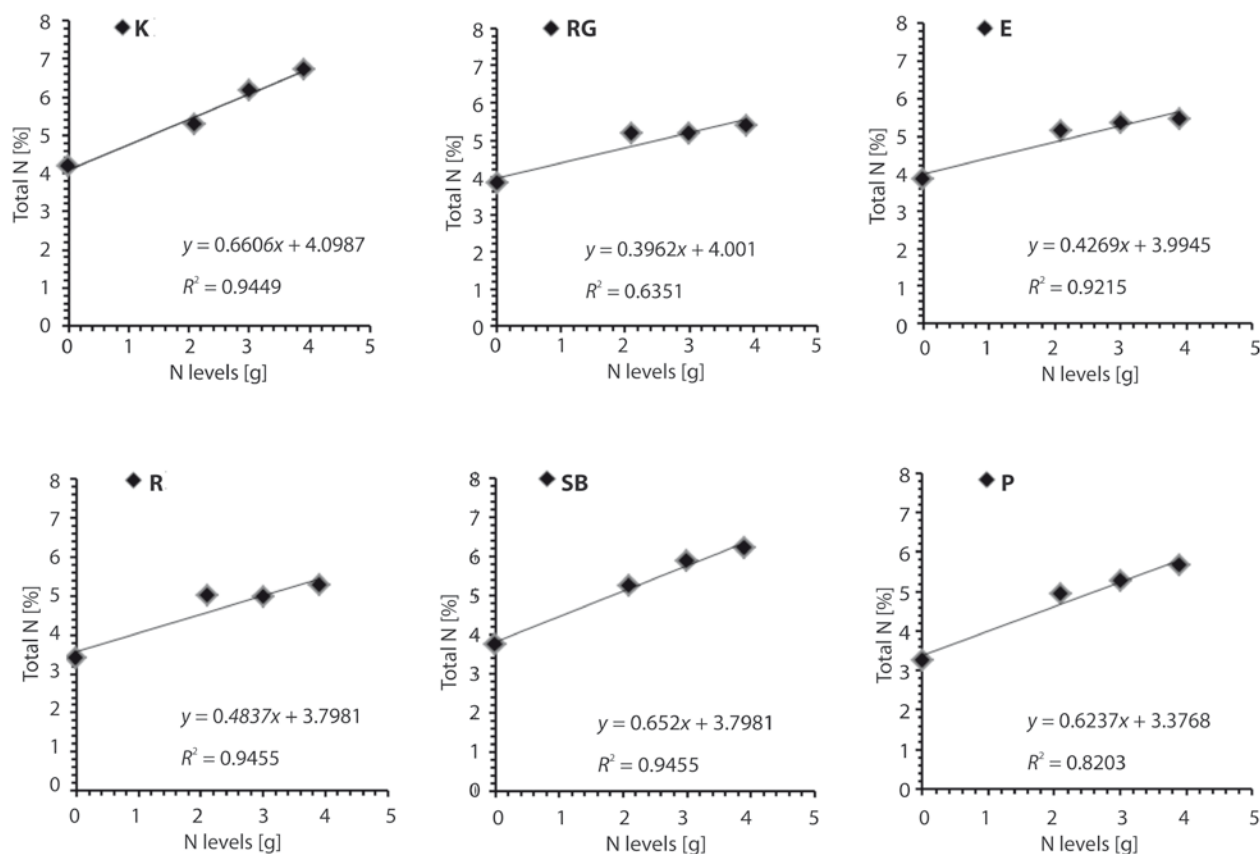 K
8
7
6
5
4
3
2
1
0
Total N [%]
y = 0.6606x + 4.0987
R² = 0.9449
0 1 2 3 4 5
N levels [g]
RG
8
7
6
5
4
3
2
1
0
Total N [%]
y = 0.3962x + 4.001
R² = 0.6351
0 1 2 3 4 5
N levels [g]
E
8
7
6
5
4
3
2
1
0
Total N [%]
y = 0.4269x + 3.9945
R² = 0.9215
0 1 2 3 4 5
N levels [g]
R
8
7
6
5
4
3
2
1
0
Total N [%]
y = 0.4837x + 3.7981
R² = 0.9455
0 1 2 3 4 5
N levels [g]
SB
8
7
6
5
4
3
2
1
0
Total N [%]
y = 0.652x + 3.7981
R² = 0.9455
0 1 2 3 4 5
N levels [g]
P
8
7
6
5
4
3
2
1
0
Total N [%]
y = 0.6237x + 3.3768
R² = 0.8203
0 1 2 3 4 5
N levels [g]